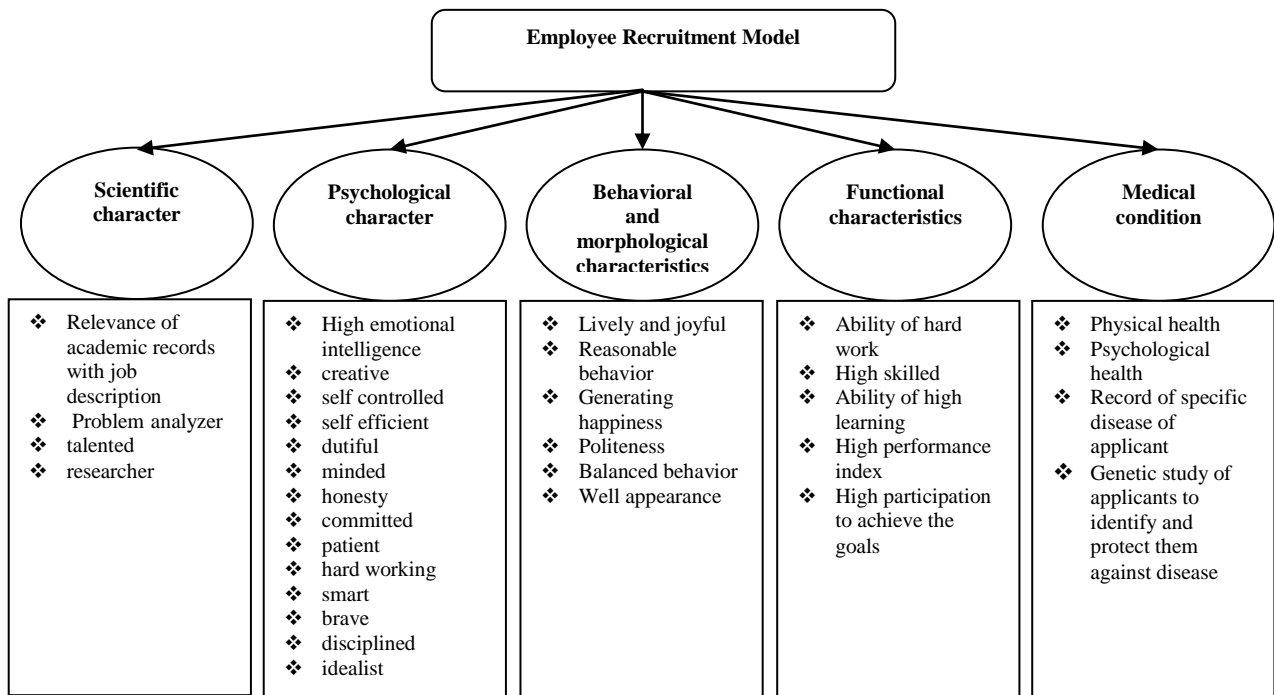 Employee Recruitment Model
Scientific
character
Psychological
character
Behavioral
and
morphological
characteristics
Functional
characteristics
Medical
condition
❖ Relevance of
academic records
with job
description
❖ Problem analyzer
❖ talented
❖ researcher
❖ High emotional
intelligence
❖ creative
❖ self controlled
❖ self efficient
❖ dutiful
❖ minded
❖ honesty
❖ committed
❖ patient
❖ hard working
❖ smart
❖ brave
❖ disciplined
❖ idealist
❖ Lively and joyful
❖ Reasonable
behavior
❖ Generating
happiness
❖ Politeness
❖ Balanced behavior
❖ Well appearance
❖ Ability of hard
work
❖ High skilled
❖ Ability of high
learning
❖ High performance
index
❖ High participation
to achieve the
goals
❖ Physical health
❖ Psychological
health
❖ Record of specific
disease of
applicant
❖ Genetic study of
applicants to
identify and
protect them
against disease